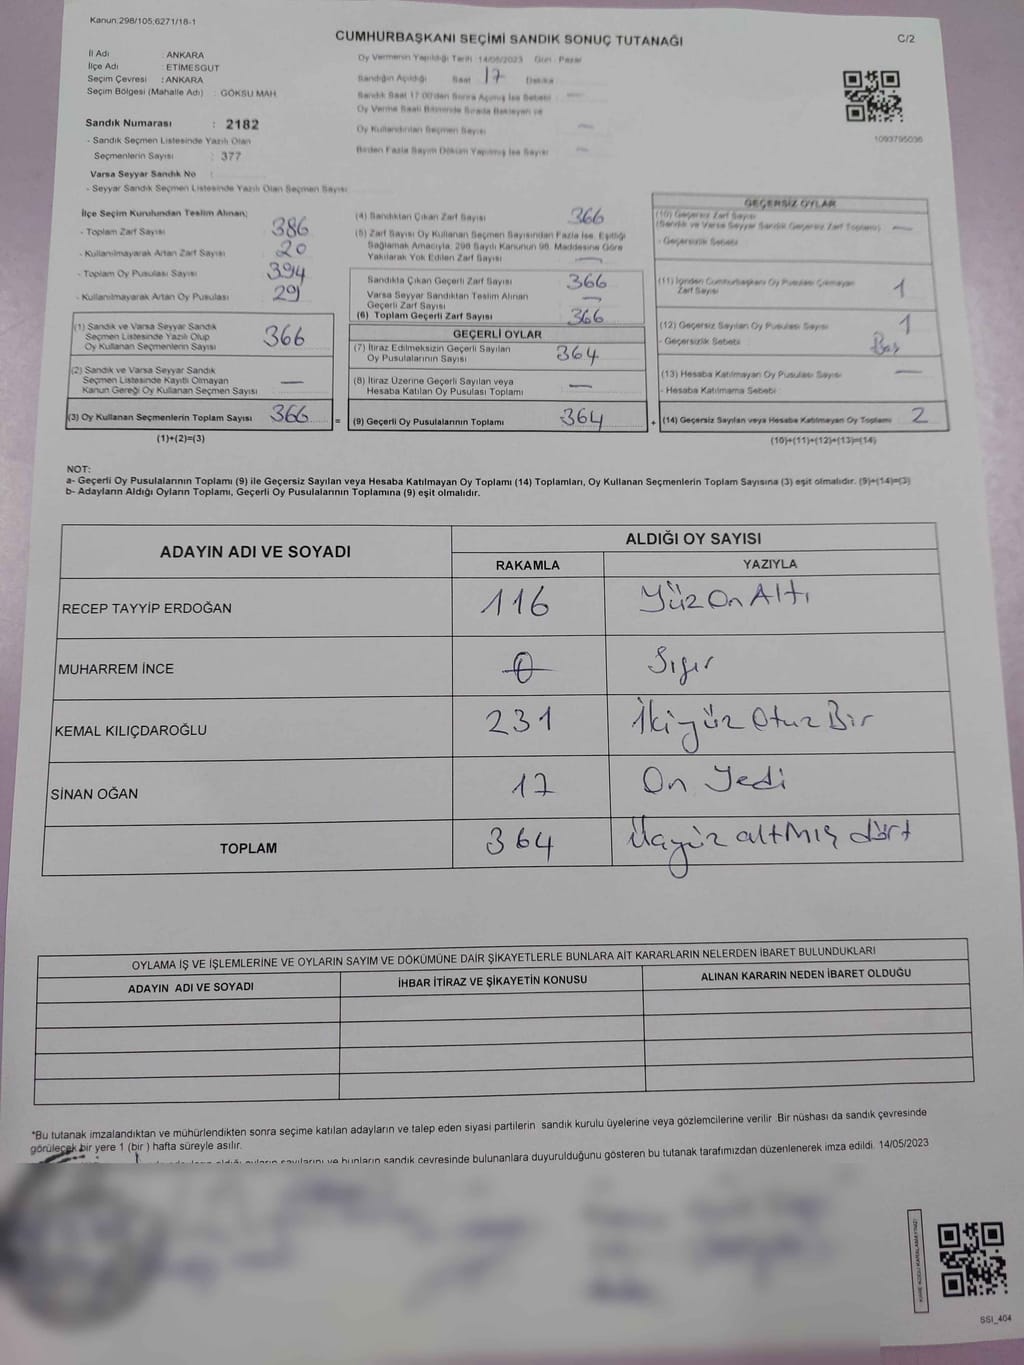 Kanun:298/105;6271/18-1
CUMHURBAŞKANI SEÇİMİ SANDIK SONUÇ TUTANAĞI
C/2
İl Adı : ANKARA
İlçe Adı : ETİMESGUT
Seçim Çevresi : ANKARA
Seçim Bölgesi (Mahalle Adı) : GÖKSU MAH.
Sandık Numarası : 2182
- Sandık Seçmen Listesinde Yazılı Olan
Seçmenlerin Sayısı : 377
Varsa Seyyar Sandık No :
- Seyyar Sandık Seçmen Listesinde Yazılı Olan Seçmen Sayısı :
Oy Vermenin Yapıldığı Tarih :14/05/2023 Gün : Pazar
Sandığın Açıldığı Saat 17 Dakika
Sandık Saat 17.00'den Sonra Açılmış İse Sebebi —
Oy Verme Saati Bitiminde Sırada Bekleyen ve
Oy Kullandırılan Seçmen Sayısı —
Birden Fazla Sayım Döküm Yapılmış İse Sayısı —
1093795036
İlçe Seçim Kurulundan Teslim Alınan;
- Toplam Zarf Sayısı 386
- Kullanılmayarak Artan Zarf Sayısı 20
- Toplam Oy Pusulası Sayısı 394
- Kullanılmayarak Artan Oy Pusulası 29
(1) Sandık ve Varsa Seyyar Sandık
Seçmen Listesinde Yazılı Olup
Oy Kullanan Seçmenlerin Sayısı 366
(2) Sandık ve Varsa Seyyar Sandık
Seçmen Listesinde Kayıtlı Olmayan
Kanun Gereği Oy Kullanan Seçmen Sayısı —
(3) Oy Kullanan Seçmenlerin Toplam Sayısı 366 =
(1)+(2)=(3)
(4) Sandıktan Çıkan Zarf Sayısı 366
(5) Zarf Sayısı Oy Kullanan Seçmen Sayısından Fazla İse, Eşitliği
Sağlamak Amacıyla, 298 Sayılı Kanunun 98. Maddesine Göre
Yakılarak Yok Edilen Zarf Sayısı —
Sandıkta Çıkan Geçerli Zarf Sayısı 366
Varsa Seyyar Sandıktan Teslim Alınan
Geçerli Zarf Sayısı —
(6) Toplam Geçerli Zarf Sayısı 366
GEÇERLİ OYLAR
(7) İtiraz Edilmeksizin Geçerli Sayılan
Oy Pusulalarının Sayısı 364
(8) İtiraz Üzerine Geçerli Sayılan veya
Hesaba Katılan Oy Pusulası Toplamı —
(9) Geçerli Oy Pusulalarının Toplamı 364 +
GEÇERSİZ OYLAR
(10) Geçersiz Zarf Sayısı
(Sandık ve Varsa Seyyar Sandık Geçersiz Zarf Toplamı) —
- Geçersizlik Sebebi
(11) İçinden Cumhurbaşkanı Oy Pusulası Çıkmayan
Zarf Sayısı 1
(12) Geçersiz Sayılan Oy Pusulası Sayısı 1
- Geçersizlik Sebebi Boş
(13) Hesaba Katılmayan Oy Pusulası Sayısı —
- Hesaba Katılmama Sebebi
(14) Geçersiz Sayılan veya Hesaba Katılmayan Oy Toplamı 2
(10)+(11)+(12)+(13)=(14)
NOT:
a- Geçerli Oy Pusulalarının Toplamı (9) ile Geçersiz Sayılan veya Hesaba Katılmayan Oy Toplamı (14) Toplamları, Oy Kullanan Seçmenlerin Toplam Sayısına (3) eşit olmalıdır. (9)+(14)=(3)
b- Adayların Aldığı Oyların Toplamı, Geçerli Oy Pusulalarının Toplamına (9) eşit olmalıdır.
ADAYIN ADI VE SOYADI
ALDIĞI OY SAYISI
RAKAMLA YAZIYLA
RECEP TAYYİP ERDOĞAN 116 Yüz On Altı
MUHARREM İNCE 0 Sıfır
KEMAL KILIÇDAROĞLU 231 İkiyüz Otuz Bir
SİNAN OĞAN 17 On Yedi
TOPLAM 364 Üçyüz altmış dört
OYLAMA İŞ VE İŞLEMLERİNE VE OYLARIN SAYIM VE DÖKÜMÜNE DAİR ŞİKAYETLERLE BUNLARA AİT KARARLARIN NELERDEN İBARET BULUNDUKLARI
ADAYIN ADI VE SOYADI İHBAR İTİRAZ VE ŞİKAYETİN KONUSU ALINAN KARARIN NEDEN İBARET OLDUĞU
*Bu tutanak imzalandıktan ve mühürlendikten sonra seçime katılan adayların ve talep eden siyasi partilerin sandık kurulu üyelerine veya gözlemcilerine verilir. Bir nüshası da sandık çevresinde
görülecek bir yere 1 (bir ) hafta süreyle asılır.
oyların sayılarını ve bunların sandık çevresinde bulunanlara duyurulduğunu gösteren bu tutanak tarafımızdan düzenlenerek imza edildi. 14/05/2023
SSI_404